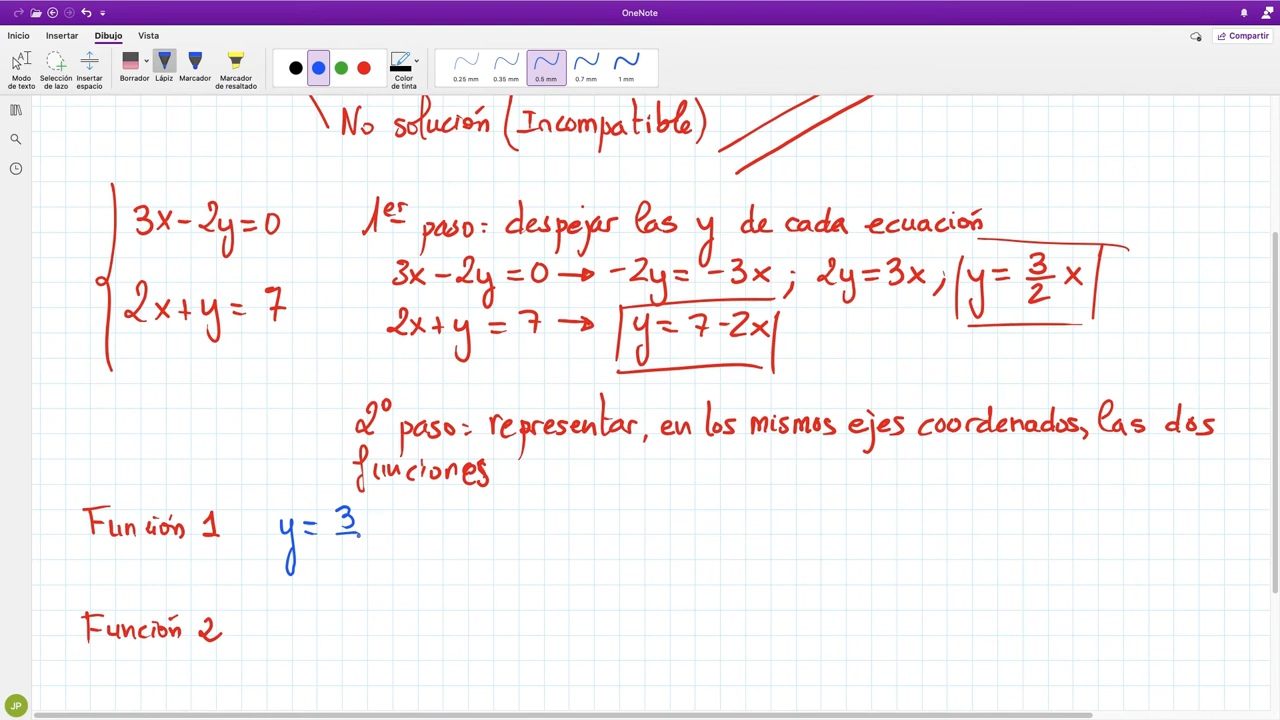 OneNote
Inicio Insertar Dibujo Vista
Compartir
Modo de texto
Selección de lazo
Insertar espacio
Borrador
Lápiz
Marcador
Marcador de resaltado
Color de tinta
0.25 mm
0.35 mm
0.5 mm
0.7 mm
1 mm
No solución (Incompatible)
3x-2y=0
2x+y=7
1er paso: despejar las y de cada ecuación
3x-2y=0 → -2y=-3x; 2y=3x, y=3/2 x
2x+y=7 → y=7-2x
2º paso: representar, en los mismos ejes coordenados, las dos
funciones
Función 1 y= 3
Función 2
JP